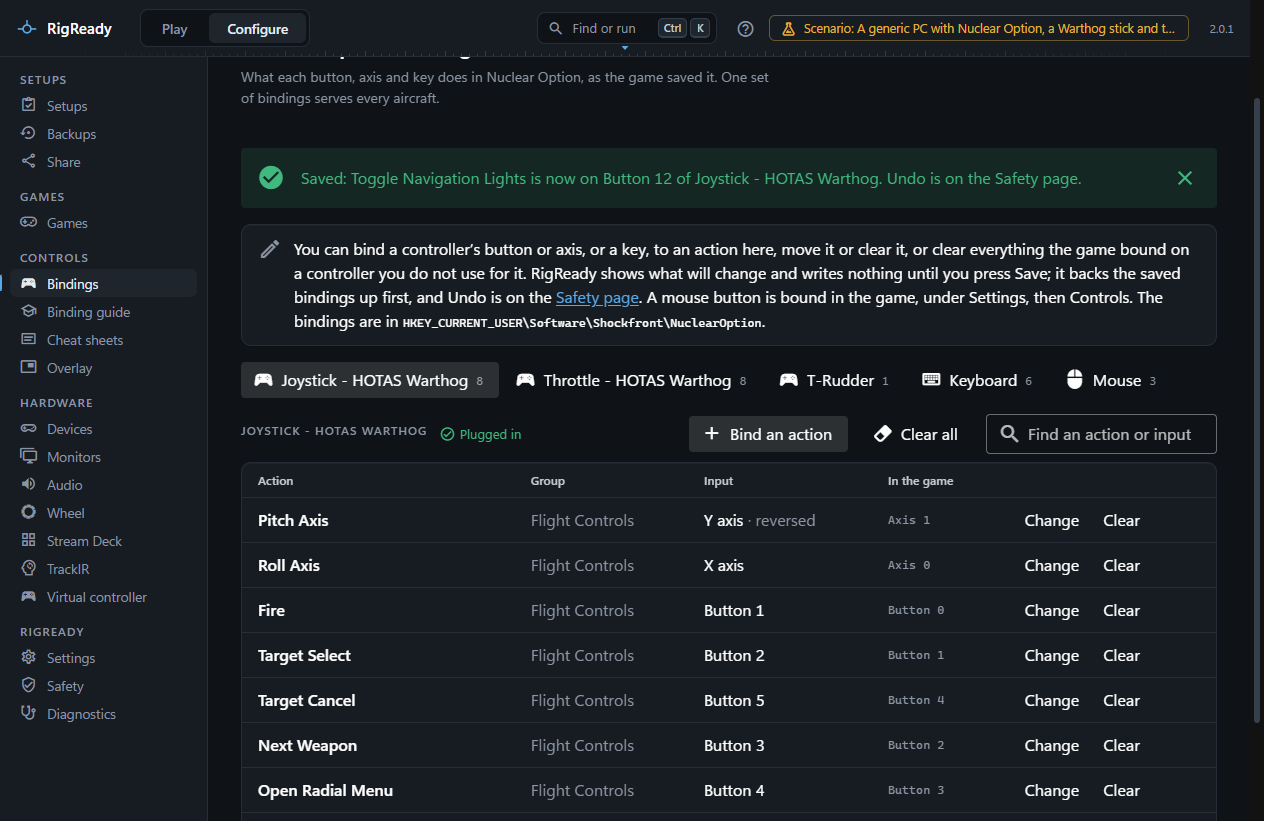 RigReady
Play
Configure
Find or run
Ctrl
K
Scenario: A generic PC with Nuclear Option, a Warthog stick and t...
2.0.1
SETUPS
Setups
Backups
Share
GAMES
Games
CONTROLS
Bindings
Binding guide
Cheat sheets
Overlay
HARDWARE
Devices
Monitors
Audio
Wheel
Stream Deck
TrackIR
Virtual controller
RIGREADY
Settings
Safety
Diagnostics
What each button, axis and key does in Nuclear Option, as the game saved it. One set
of bindings serves every aircraft.
Saved: Toggle Navigation Lights is now on Button 12 of Joystick - HOTAS Warthog. Undo is on the Safety page.
You can bind a controller’s button or axis, or a key, to an action here, move it or clear it, or clear everything the game bound on
a controller you do not use for it. RigReady shows what will change and writes nothing until you press Save; it backs the saved
bindings up first, and Undo is on the Safety page. A mouse button is bound in the game, under Settings, then Controls. The
bindings are in HKEY_CURRENT_USER\Software\Shockfront\NuclearOption.
Joystick - HOTAS Warthog 8
Throttle - HOTAS Warthog 8
T-Rudder 1
Keyboard 6
Mouse 3
JOYSTICK - HOTAS WARTHOG
Plugged in
Bind an action
Clear all
Find an action or input
Action Group Input In the game
Pitch Axis Flight Controls Y axis · reversed Axis 1 Change Clear
Roll Axis Flight Controls X axis Axis 0 Change Clear
Fire Flight Controls Button 1 Button 0 Change Clear
Target Select Flight Controls Button 2 Button 1 Change Clear
Target Cancel Flight Controls Button 5 Button 4 Change Clear
Next Weapon Flight Controls Button 3 Button 2 Change Clear
Open Radial Menu Flight Controls Button 4 Button 3 Change Clear